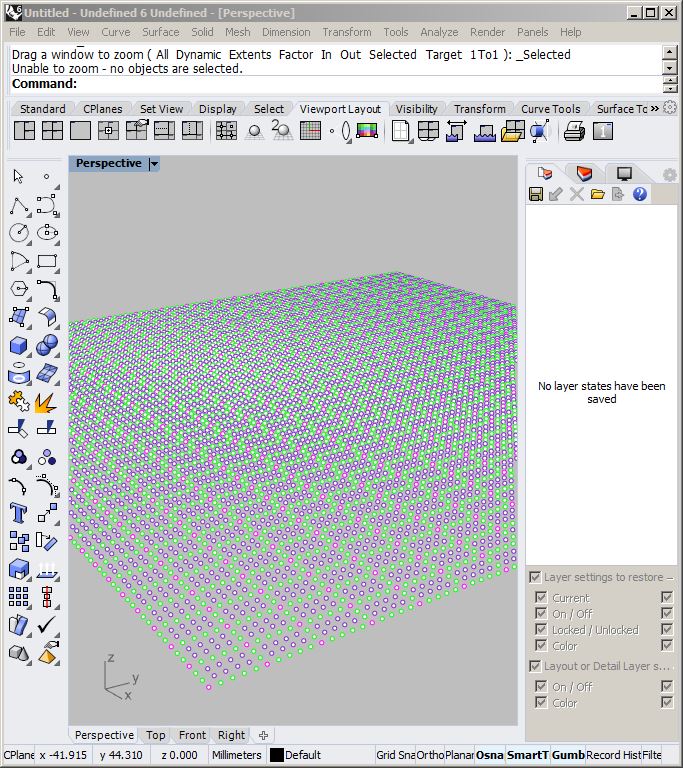 Untitled - Undefined 6 Undefined - [Perspective]
File Edit View Curve Surface Solid Mesh Dimension Transform Tools Analyze Render Panels Help
Drag a window to zoom ( All Dynamic Extents Factor In Out Selected Target 1To1 ): _Selected
Unable to zoom - no objects are selected.
Command:
Standard CPlanes Set View Display Select Viewport Layout Visibility Transform Curve Tools Surface Tc »
Perspective
No layer states have been
saved
Layer settings to restore --
Current
On / Off
Locked / Unlocked
Color
Layout or Detail Layer s...
On / Off
Color
z
y
x
Perspective Top Front Right
CPlane x -41.915 y 44.310 z 0.000 Millimeters Default Grid Sna Ortho Planar Osna SmartT Gumb Record Hist Filte